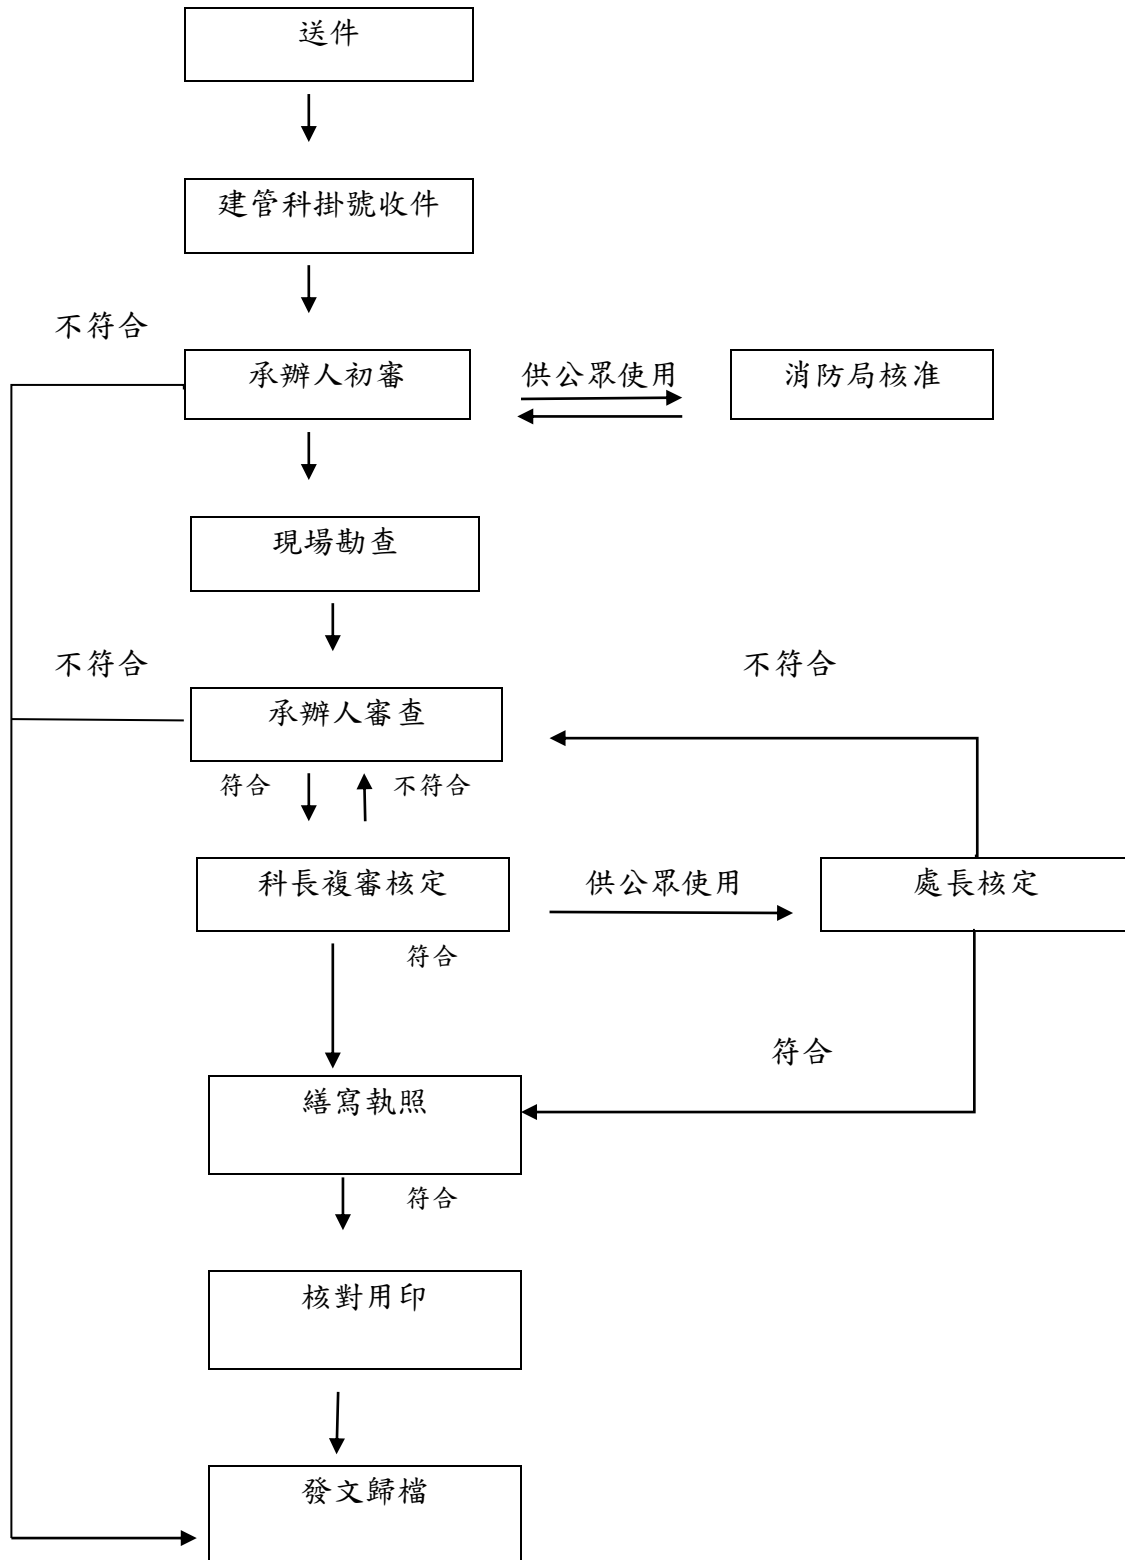 送件
建管科掛號收件
不符合
承辦人初審
供公眾使用
消防局核准
現場勘查
不符合
不符合
承辦人審查
符合
不符合
科長複審核定
供公眾使用
處長核定
符合
符合
繕寫執照
符合
核對用印
發文歸檔